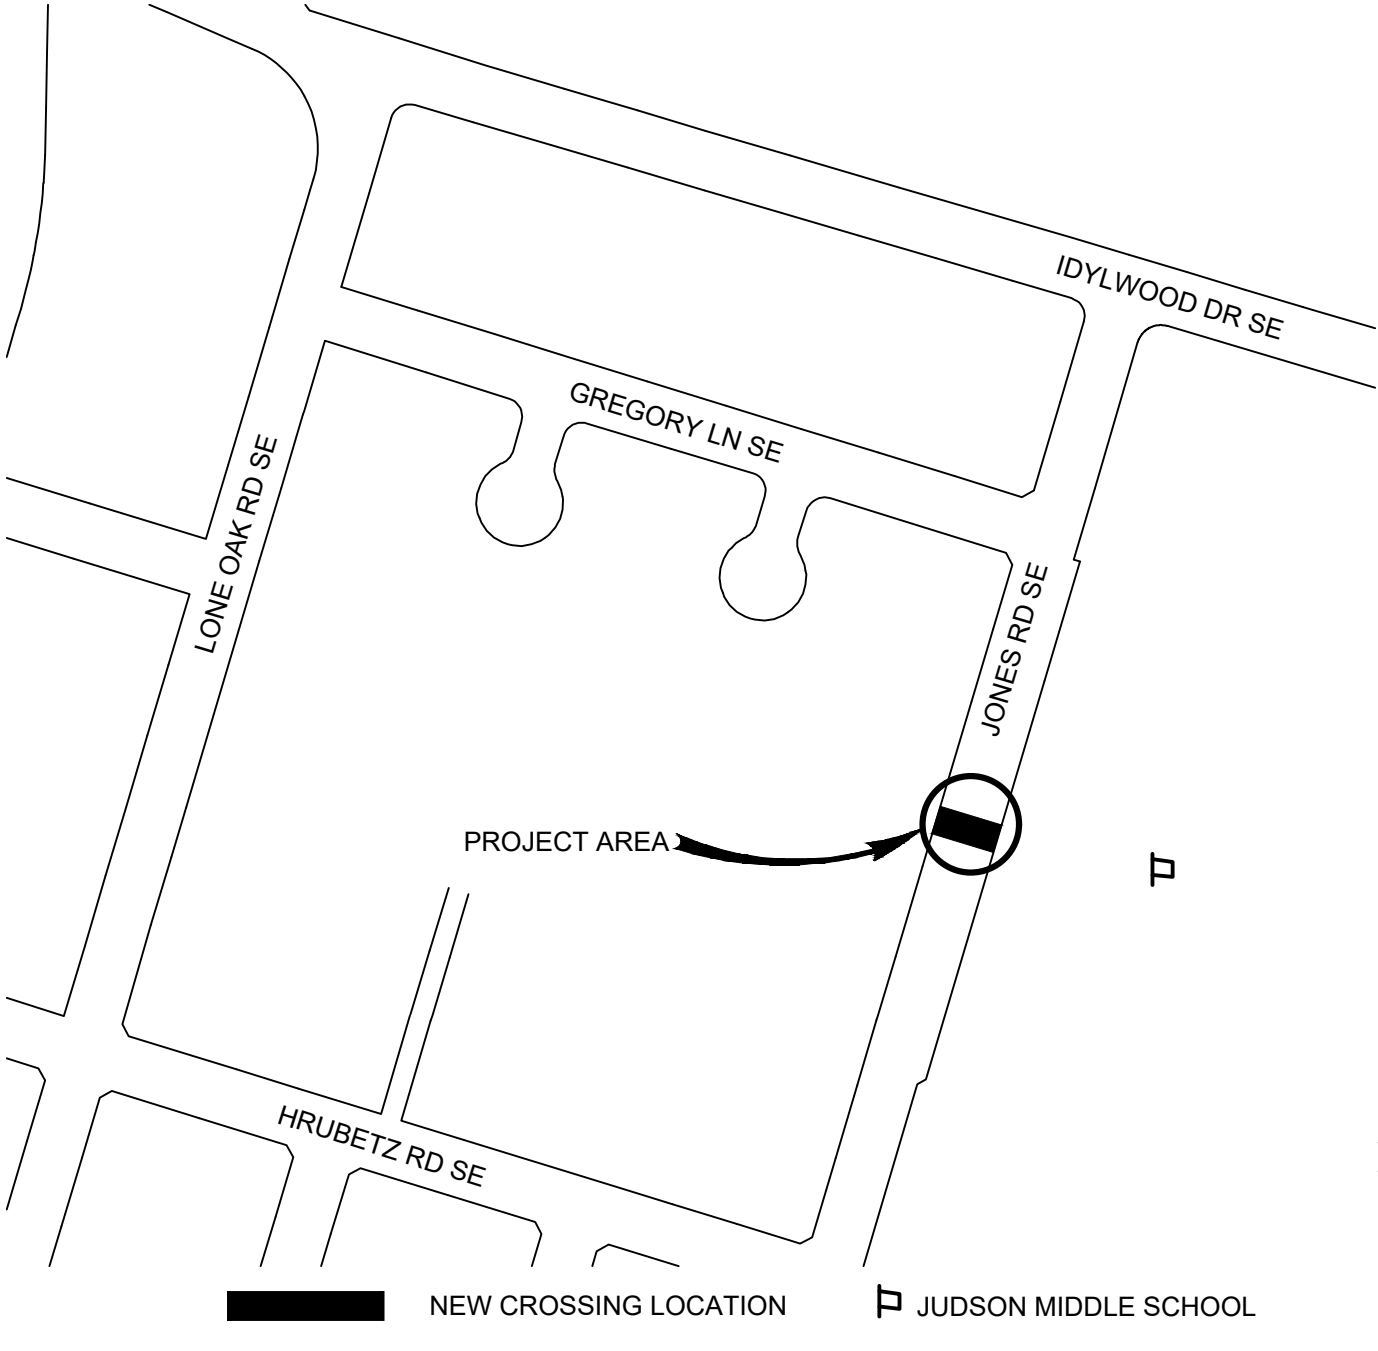 IDYLWOOD DR SE
GREGORY LN SE
LONE OAK RD SE
JONES RD SE
PROJECT AREA
HRUBETZ RD SE
NEW CROSSING LOCATION
JUDSON MIDDLE SCHOOL